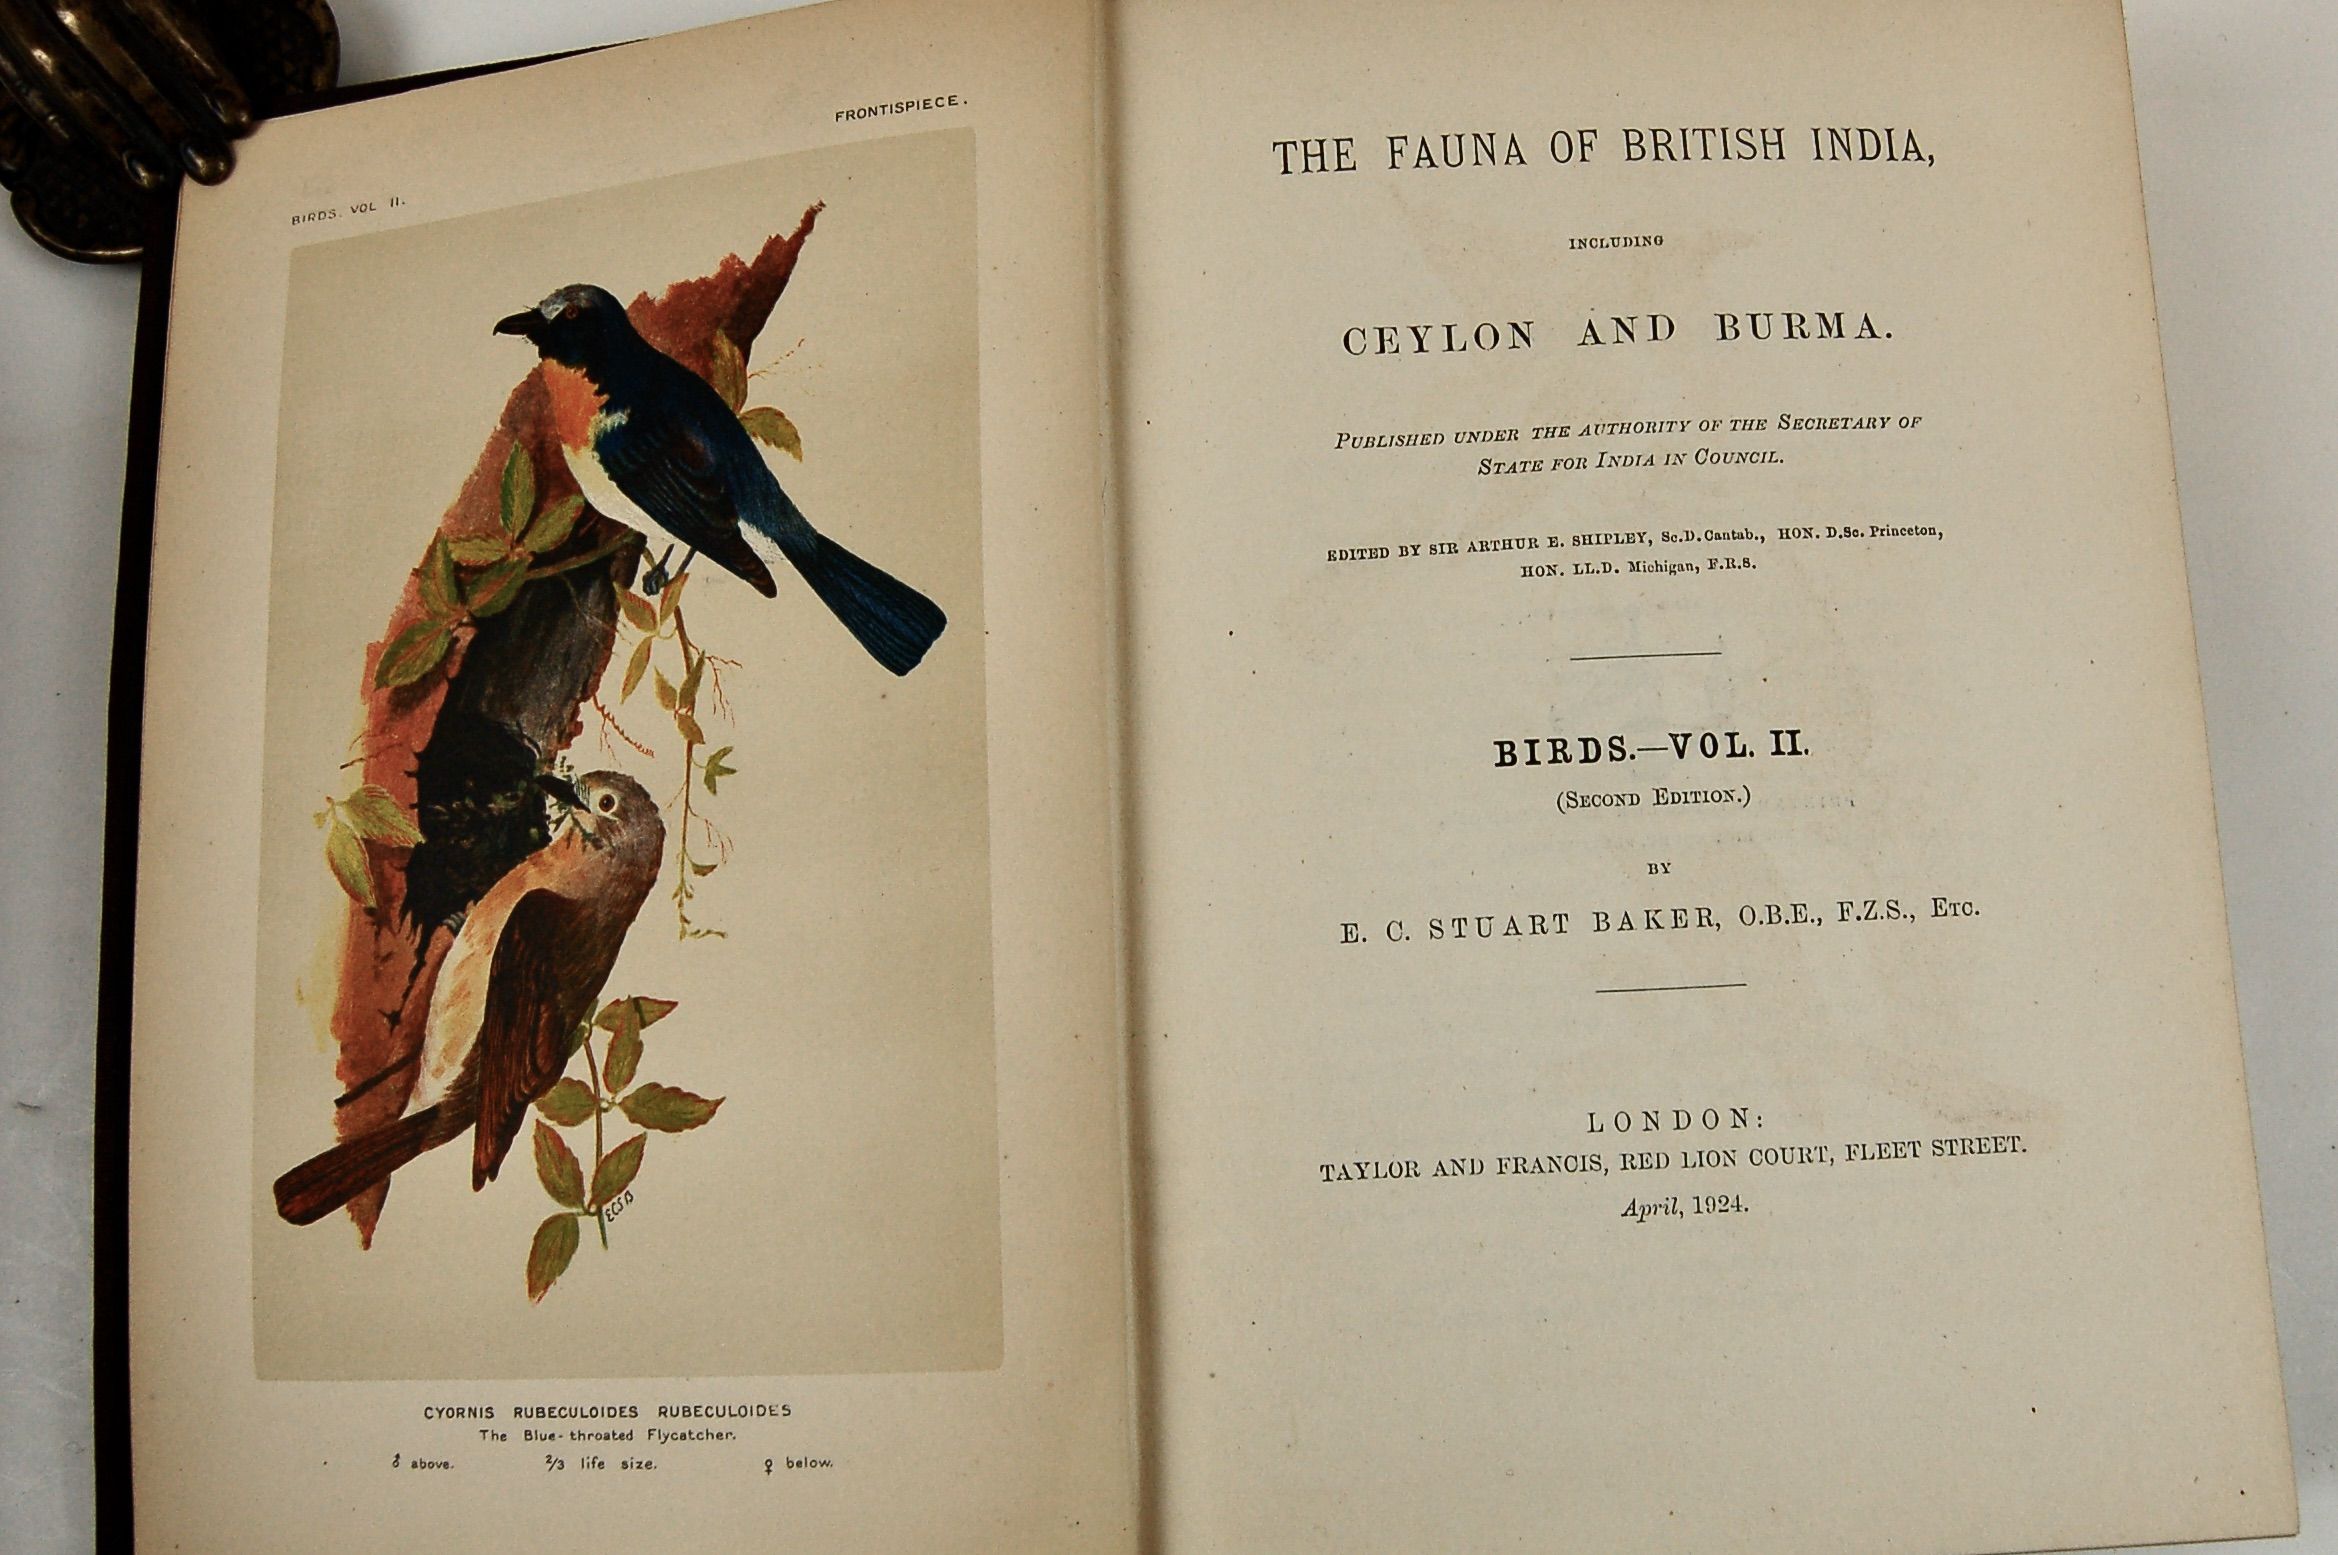 BIRDS. VOL II.
FRONTISPIECE.
ECSB
CYORNIS RUBECULOIDES RUBECULOIDES
The Blue-throated Flycatcher.
♂ above. 2/3 life size. ♀ below.
THE FAUNA OF BRITISH INDIA,
INCLUDING
CEYLON AND BURMA.
PUBLISHED UNDER THE AUTHORITY OF THE SECRETARY OF
STATE FOR INDIA IN COUNCIL.
EDITED BY SIR ARTHUR E. SHIPLEY, Sc.D. Cantab., HON. D.Sc. Princeton,
HON. LL.D. Michigan, F.R.S.
BIRDS.—VOL. II.
(SECOND EDITION.)
BY
E. C. STUART BAKER, O.B.E., F.Z.S., ETC.
LONDON:
TAYLOR AND FRANCIS, RED LION COURT, FLEET STREET.
April, 1924.